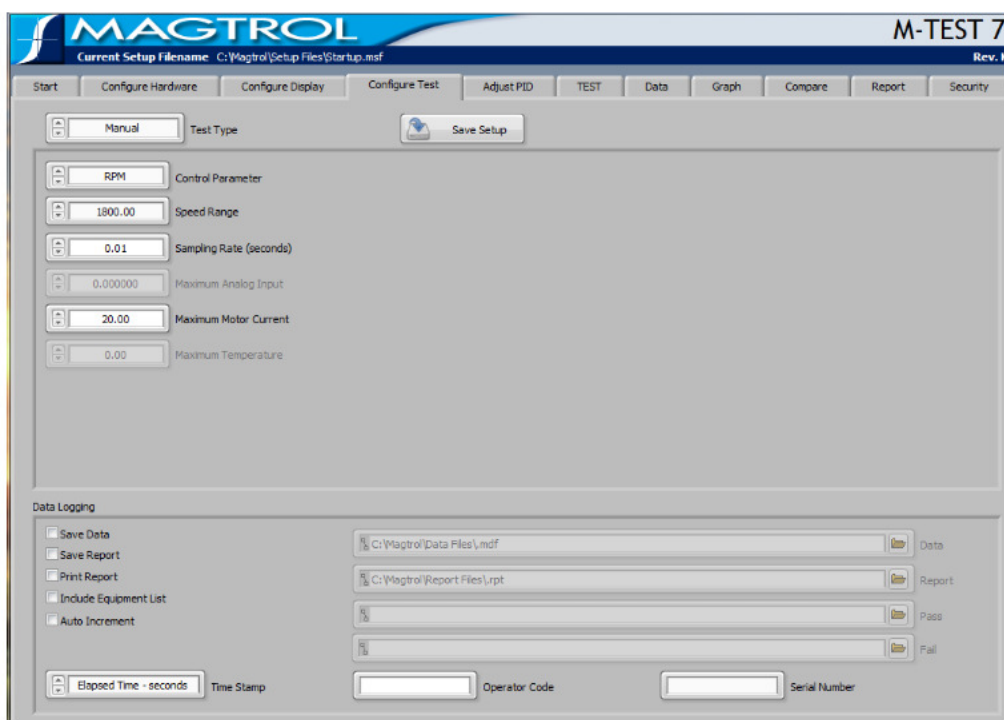 MAGTROL
M-TEST 7
Current Setup Filename C:\Magtrol\Setup Files\Startup.msf
Rev.
Start Configure Hardware Configure Display Configure Test Adjust PID TEST Data Graph Compare Report Security
Manual Test Type Save Setup
RPM Control Parameter
1800.00 Speed Range
0.01 Sampling Rate (seconds)
0.000000 Maximum Analog Input
20.00 Maximum Motor Current
0.00 Maximum Temperature
Data Logging
Save Data
C:\Magtrol\Data Files\.mdf Data
Save Report
Print Report
C:\Magtrol\Report Files\.rpt Report
Include Equipment List
Pass
Auto Increment
Fail
Elapsed Time - seconds Time Stamp Operator Code Serial Number